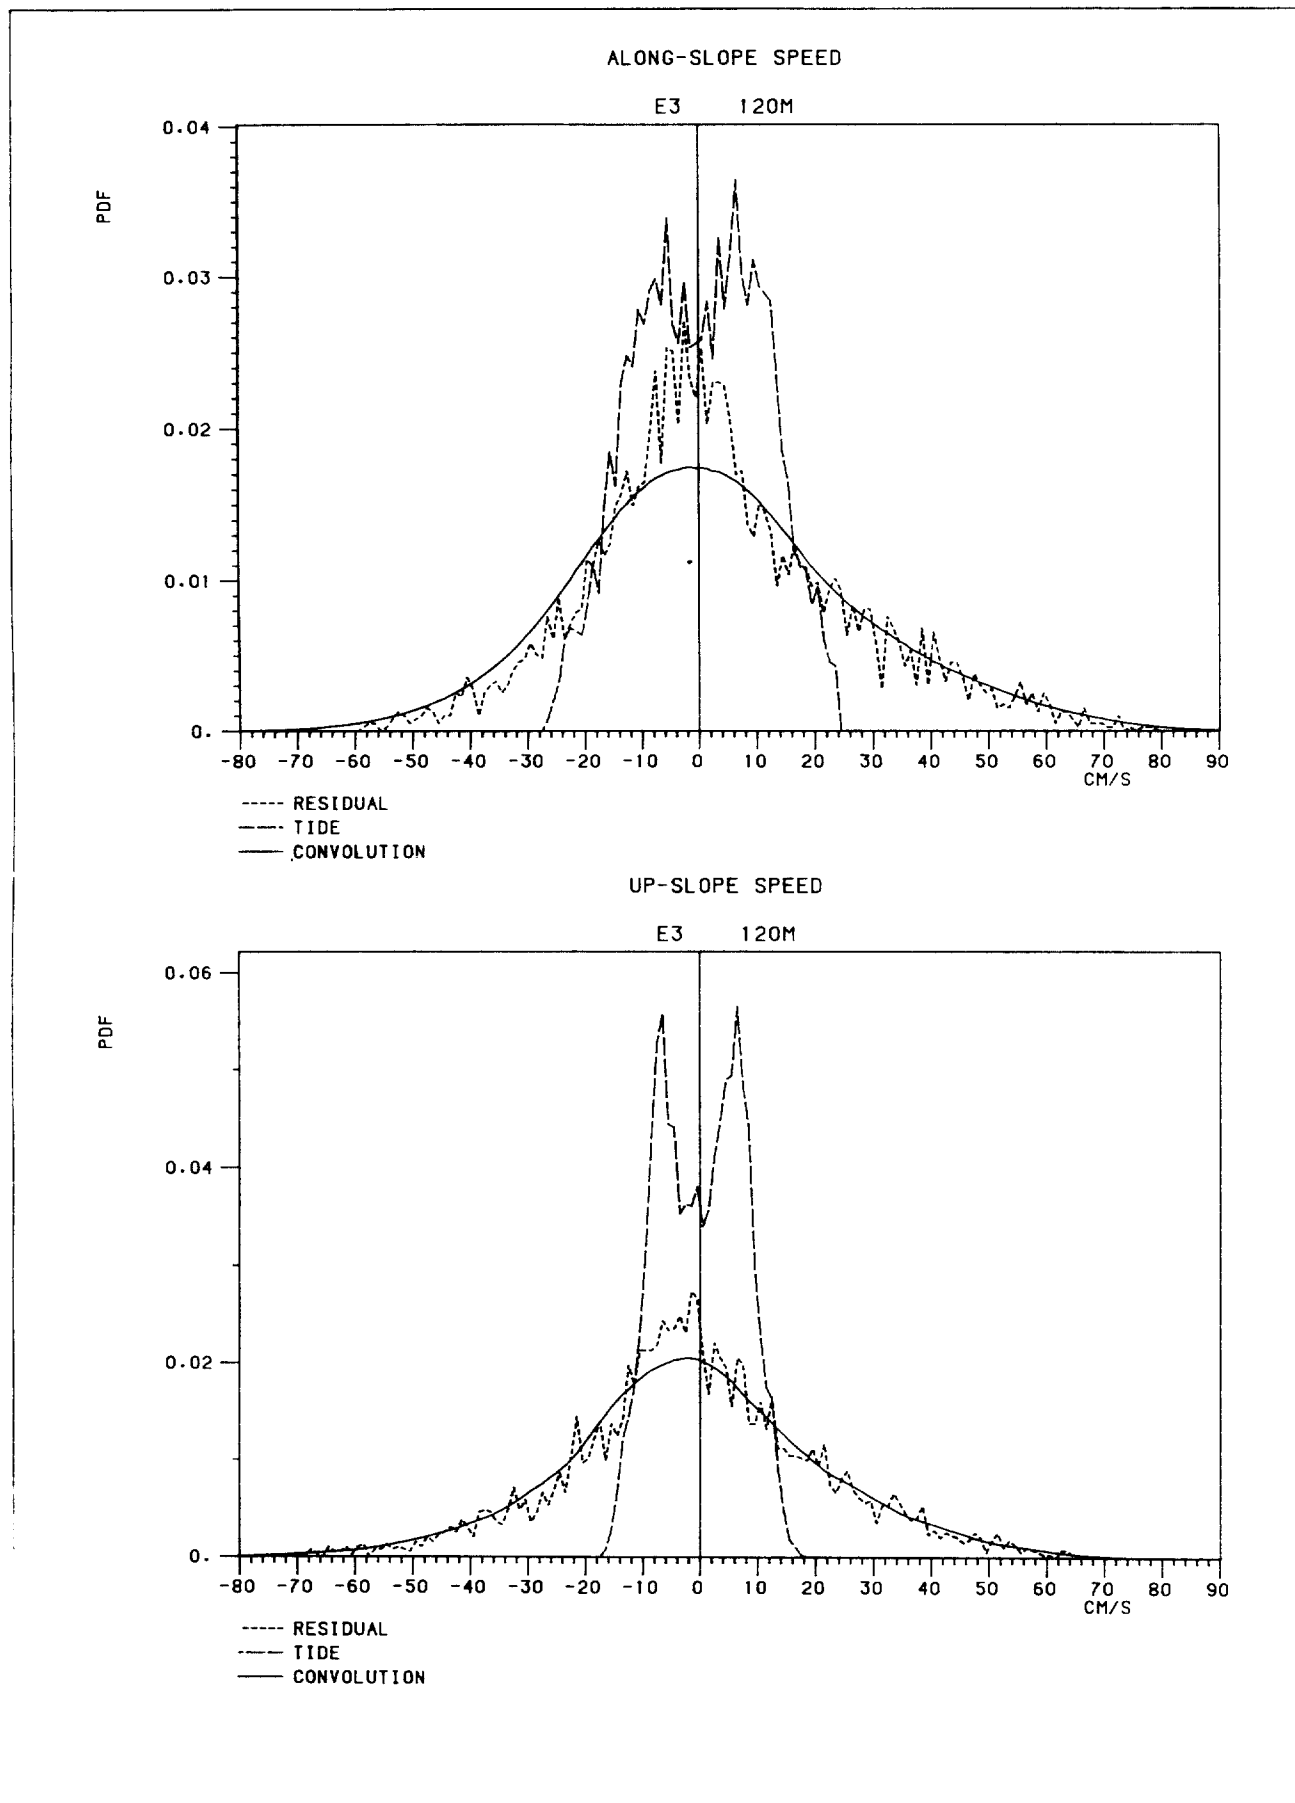 ALONG-SLOPE SPEED
E3 120M
0.04
PDF
0.03
0.02
0.01
0.
-80 -70 -60 -50 -40 -30 -20 -10 0 10 20 30 40 50 60 70 80 90
CM/S
RESIDUAL
TIDE
CONVOLUTION
UP-SLOPE SPEED
E3 120M
0.06
PDF
0.04
0.02
0.
-80 -70 -60 -50 -40 -30 -20 -10 0 10 20 30 40 50 60 70 80 90
CM/S
RESIDUAL
TIDE
CONVOLUTION